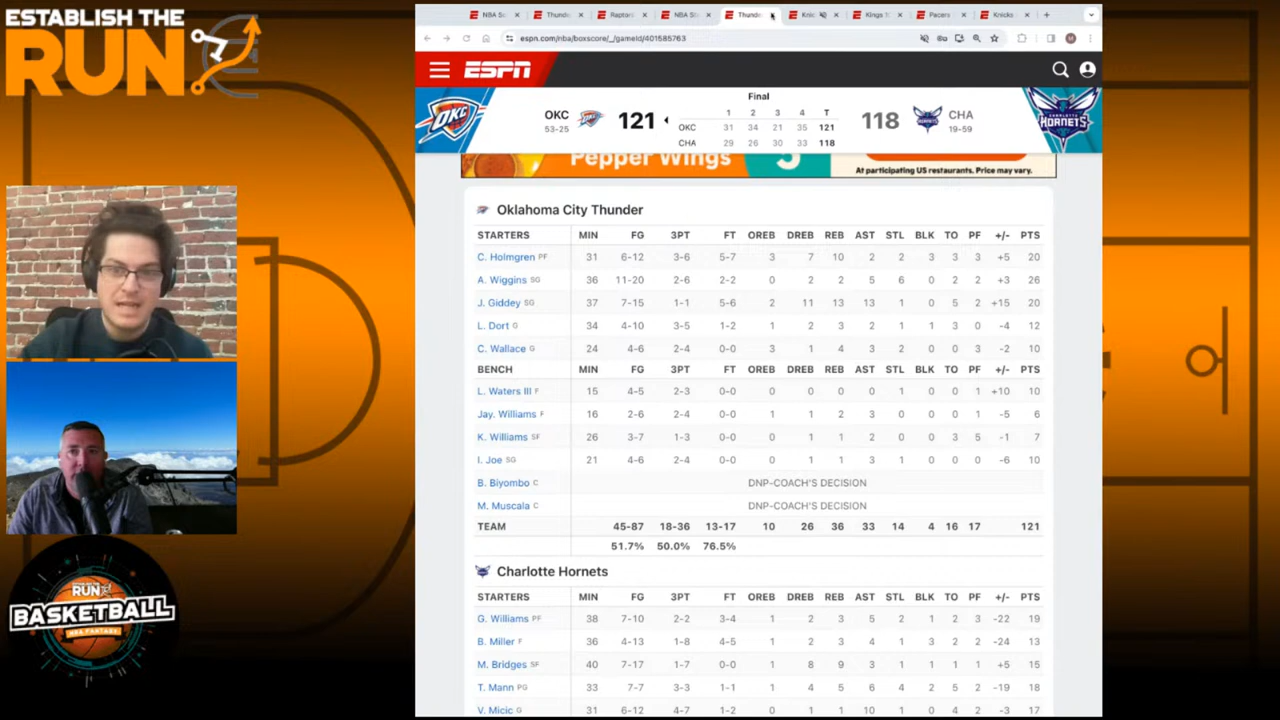 ESTABLISH THE
RUN
NBA Sc
Thunde
Raptors
NBA St
Thunde
Knic
Kings
Pacers
Knicks
espn.com/nba/boxscore/_/gameId/401585763
ESPN
OKC
53-25
121
Final
1 2 3 4 T
OKC 31 34 21 35 121
CHA 29 26 30 33 118
118
CHA
19-59
OKC
HORNETS
Pepper Wings
5
At participating US restaurants. Price may vary.
Oklahoma City Thunder
STARTERS MIN FG 3PT FT OREB DREB REB AST STL BLK TO PF +/- PTS
C. Holmgren PF 31 6-12 3-6 5-7 3 7 10 2 2 3 3 3 +5 20
A. Wiggins SG 36 11-20 2-6 2-2 0 2 2 5 6 0 2 2 +3 26
J. Giddey SG 37 7-15 1-1 5-6 2 11 13 13 1 0 5 2 +15 20
L. Dort G 34 4-10 3-5 1-2 1 2 3 2 1 1 3 0 -4 12
C. Wallace G 24 4-6 2-4 0-0 3 1 4 3 2 0 0 3 -2 10
BENCH MIN FG 3PT FT OREB DREB REB AST STL BLK TO PF +/- PTS
L. Waters III F 15 4-5 2-3 0-0 0 0 0 0 1 0 0 1 +10 10
Jay. Williams F 16 2-6 2-4 0-0 1 1 2 3 0 0 0 1 -5 6
K. Williams SF 26 3-7 1-3 0-0 0 1 1 2 0 0 3 5 -1 7
I. Joe SG 21 4-6 2-4 0-0 0 1 1 3 1 0 0 0 -6 10
B. Biyombo C DNP-COACH'S DECISION
M. Muscala C DNP-COACH'S DECISION
TEAM 45-87 18-36 13-17 10 26 36 33 14 4 16 17 121
51.7% 50.0% 76.5%
Charlotte Hornets
STARTERS MIN FG 3PT FT OREB DREB REB AST STL BLK TO PF +/- PTS
G. Williams PF 38 7-10 2-2 3-4 1 2 3 5 2 1 2 3 -22 19
B. Miller F 36 4-13 1-8 4-5 1 2 3 4 1 3 2 2 -24 13
M. Bridges SF 40 7-17 1-7 0-0 1 8 9 3 1 1 1 1 +5 15
T. Mann PG 33 7-7 3-3 1-1 1 4 5 6 4 2 5 2 -19 18
V. Micic G 31 6-12 4-7 1-2 0 1 1 10 1 0 4 2 -3 17
ESTABLISH THE
RUN
BASKETBALL
NBA FANTASY